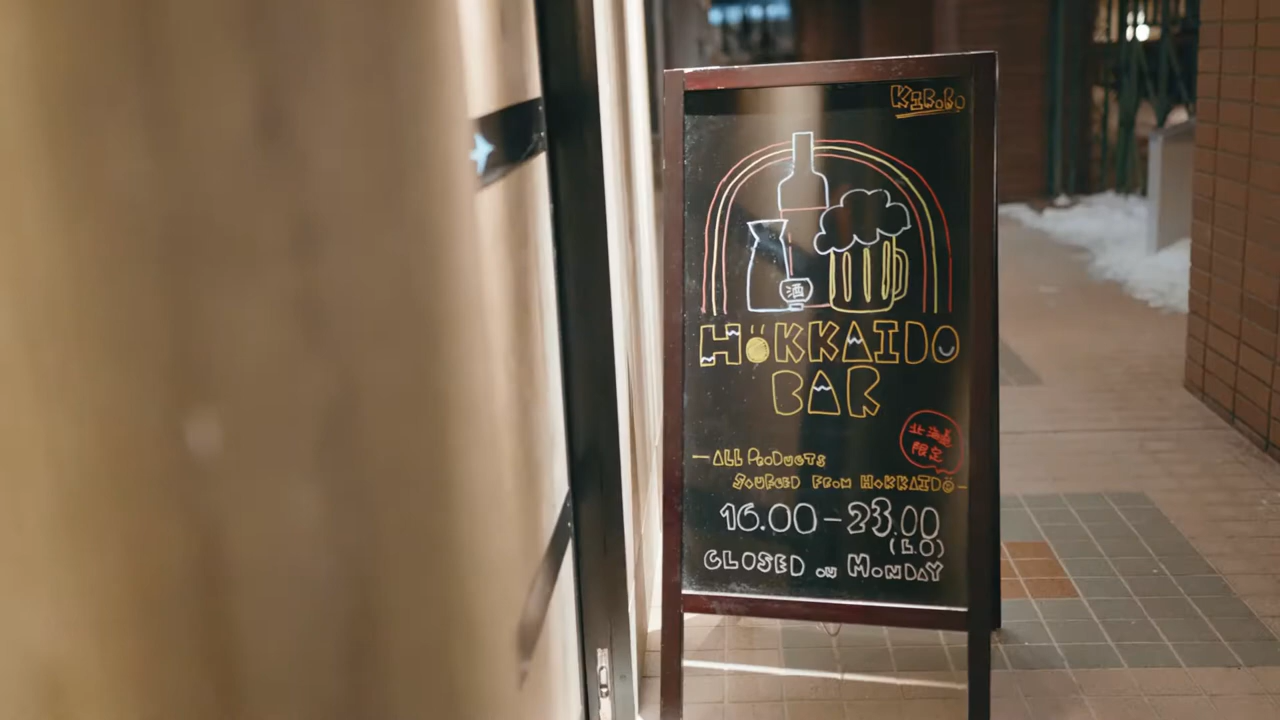 KiBoBo
酒
HOKKAIDO
BAR
北海道
限定
ALL PRODUCTS
SOURCED FROM HOKKAIDO
16.00-23.00
(L.O)
CLOSED ON MONDAY